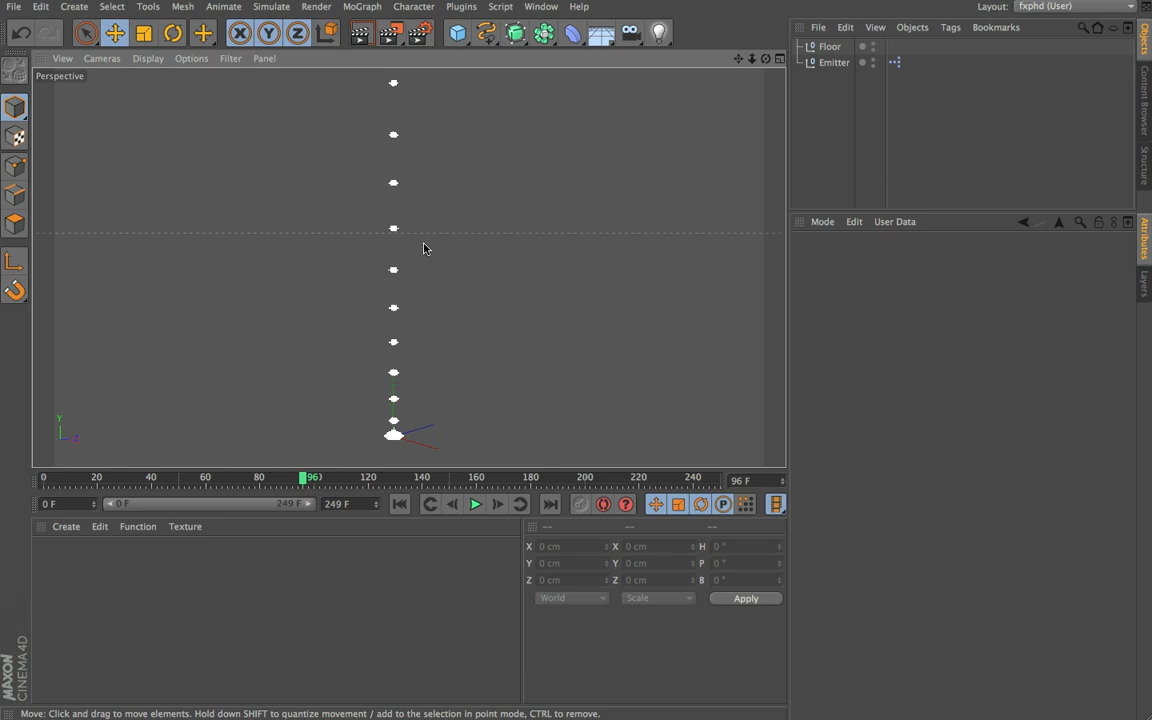 File Edit Create Select Tools Mesh Animate Simulate Render MoGraph Character Plugins Script Window Help Layout: fxphd (User)
View Cameras Display Options Filter Panel
Perspective
File Edit View Objects Tags Bookmarks
Floor
Emitter
Mode Edit User Data
Objects
Content Browser
Structure
Attributes
Layers
Y
Z
0 20 40 60 80 96 120 140 160 180 200 220 240 96 F
0 F 0 F 249 F 249 F
Create Edit Function Texture
-- -- --
X 0 cm X 0 cm H 0 °
Y 0 cm Y 0 cm P 0 °
Z 0 cm Z 0 cm B 0 °
World Scale Apply
MAXON
CINEMA 4D
Move: Click and drag to move elements. Hold down SHIFT to quantize movement / add to the selection in point mode, CTRL to remove.